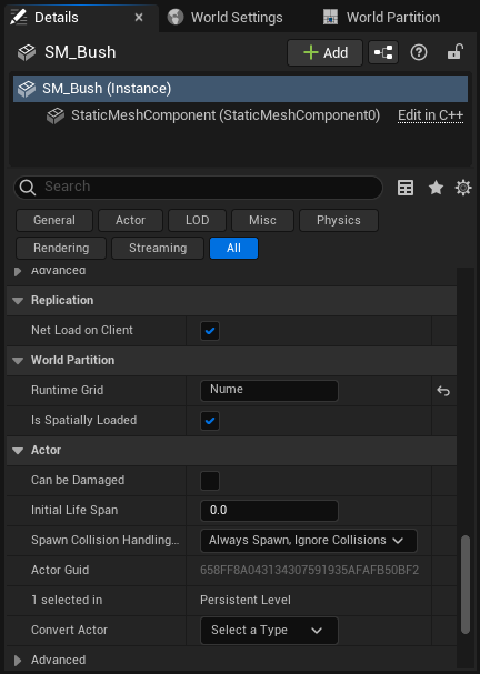 Details
World Settings
World Partition
SM_Bush
Add
SM_Bush (Instance)
StaticMeshComponent (StaticMeshComponent0) Edit in C++
Search
General Actor LOD Misc Physics
Rendering Streaming All
Advanced
Replication
Net Load on Client
World Partition
Runtime Grid Nume
Is Spatially Loaded
Actor
Can be Damaged
Initial Life Span 0.0
Spawn Collision Handling... Always Spawn, Ignore Collisions
Actor Guid 658FF8A043134307591935AFAFB50BF2
1 selected in Persistent Level
Convert Actor Select a Type
Advanced